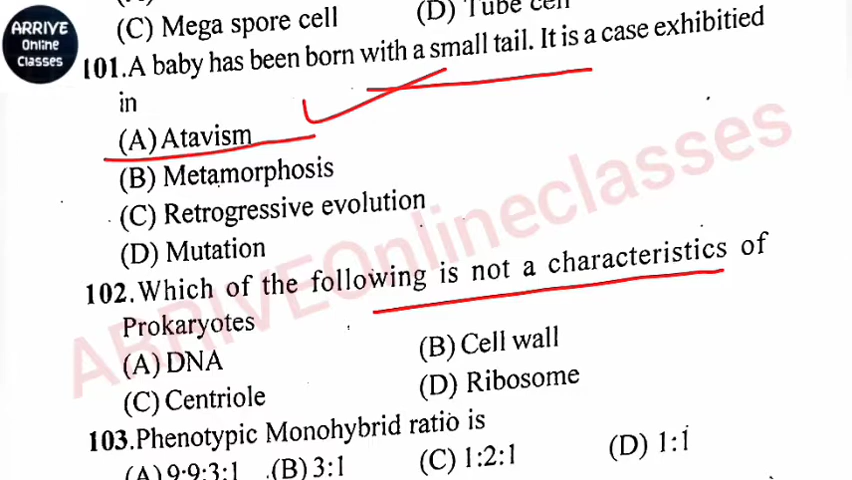 ARRIVE
Online
Classes
(C) Mega spore cell (D) Tube cell
101.A baby has been born with a small tail. It is a case exhibitied
in
(A) Atavism
(B) Metamorphosis
(C) Retrogressive evolution
(D) Mutation
102.Which of the following is not a characteristics of
Prokaryotes
(A) DNA (B) Cell wall
(C) Centriole (D) Ribosome
103.Phenotypic Monohybrid ratio is
(A) 9:9:3:1 (B) 3:1 (C) 1:2:1 (D) 1:1
ARRIVEOnlineclasses